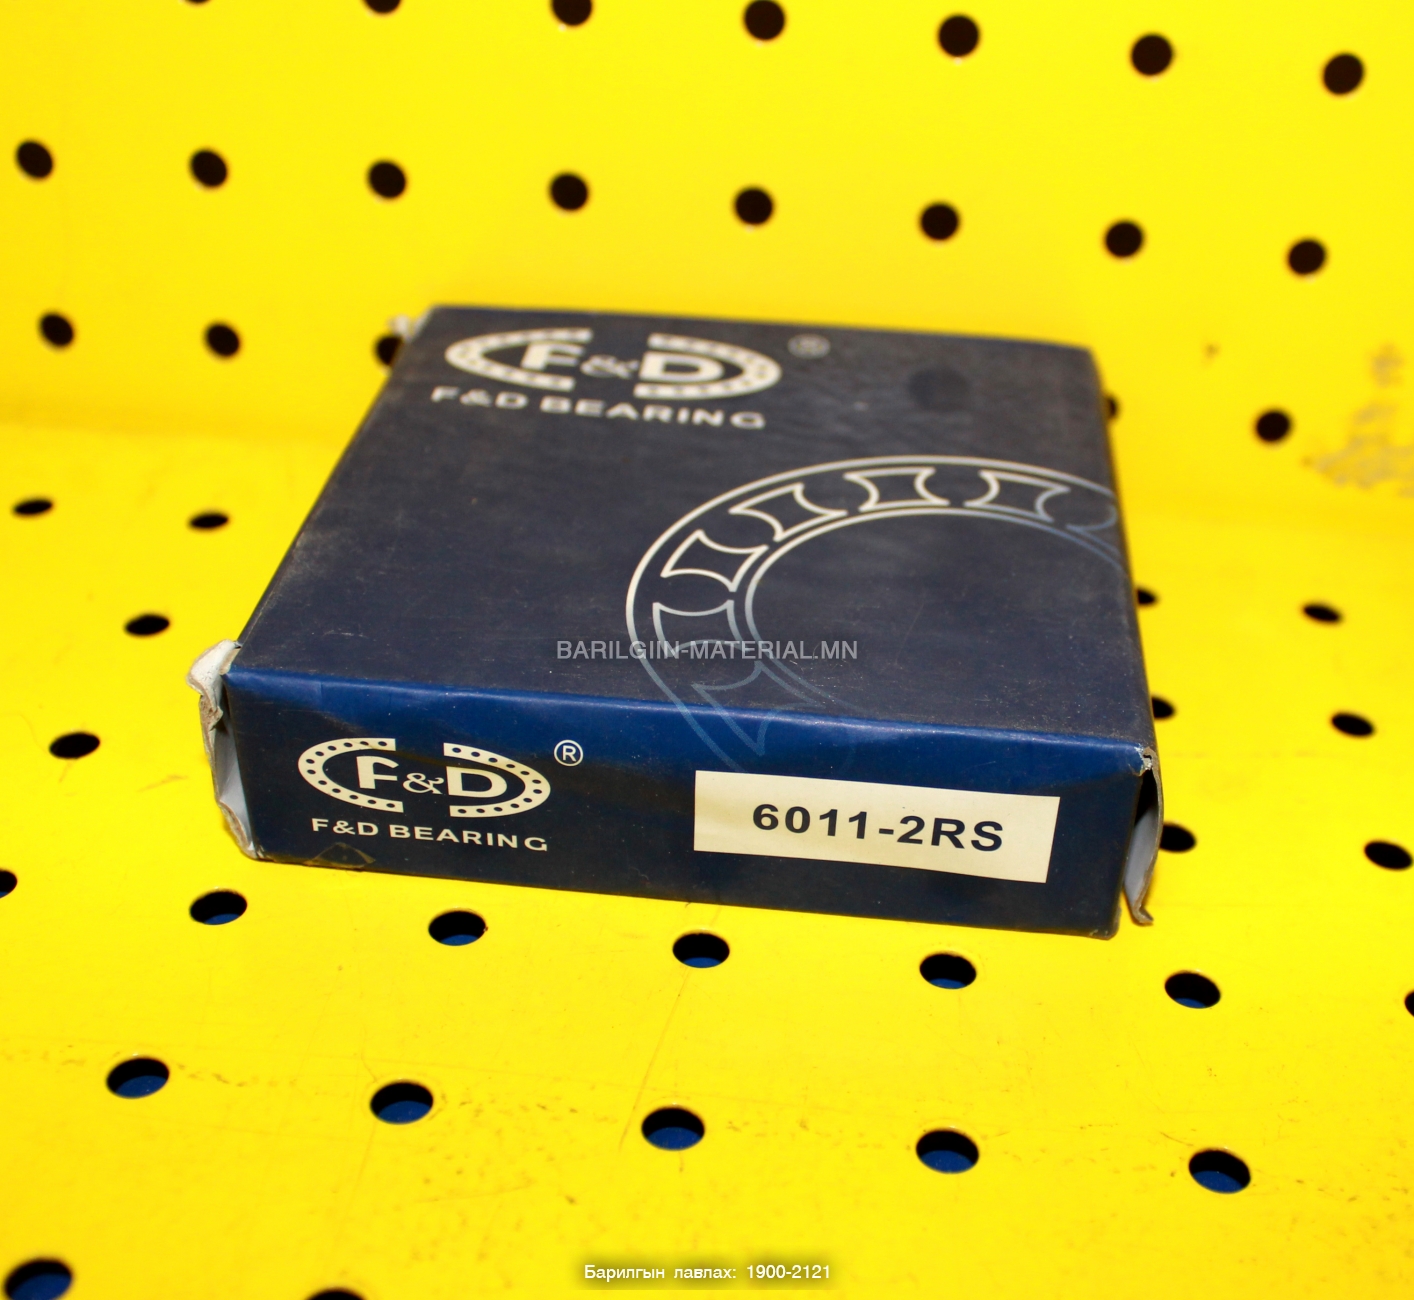 F&D ®
F&D BEARING
BARILGIIN-MATERIAL.MN
F&D ®
F&D BEARING
6011-2RS
Барилгын лавлах: 1900-2121